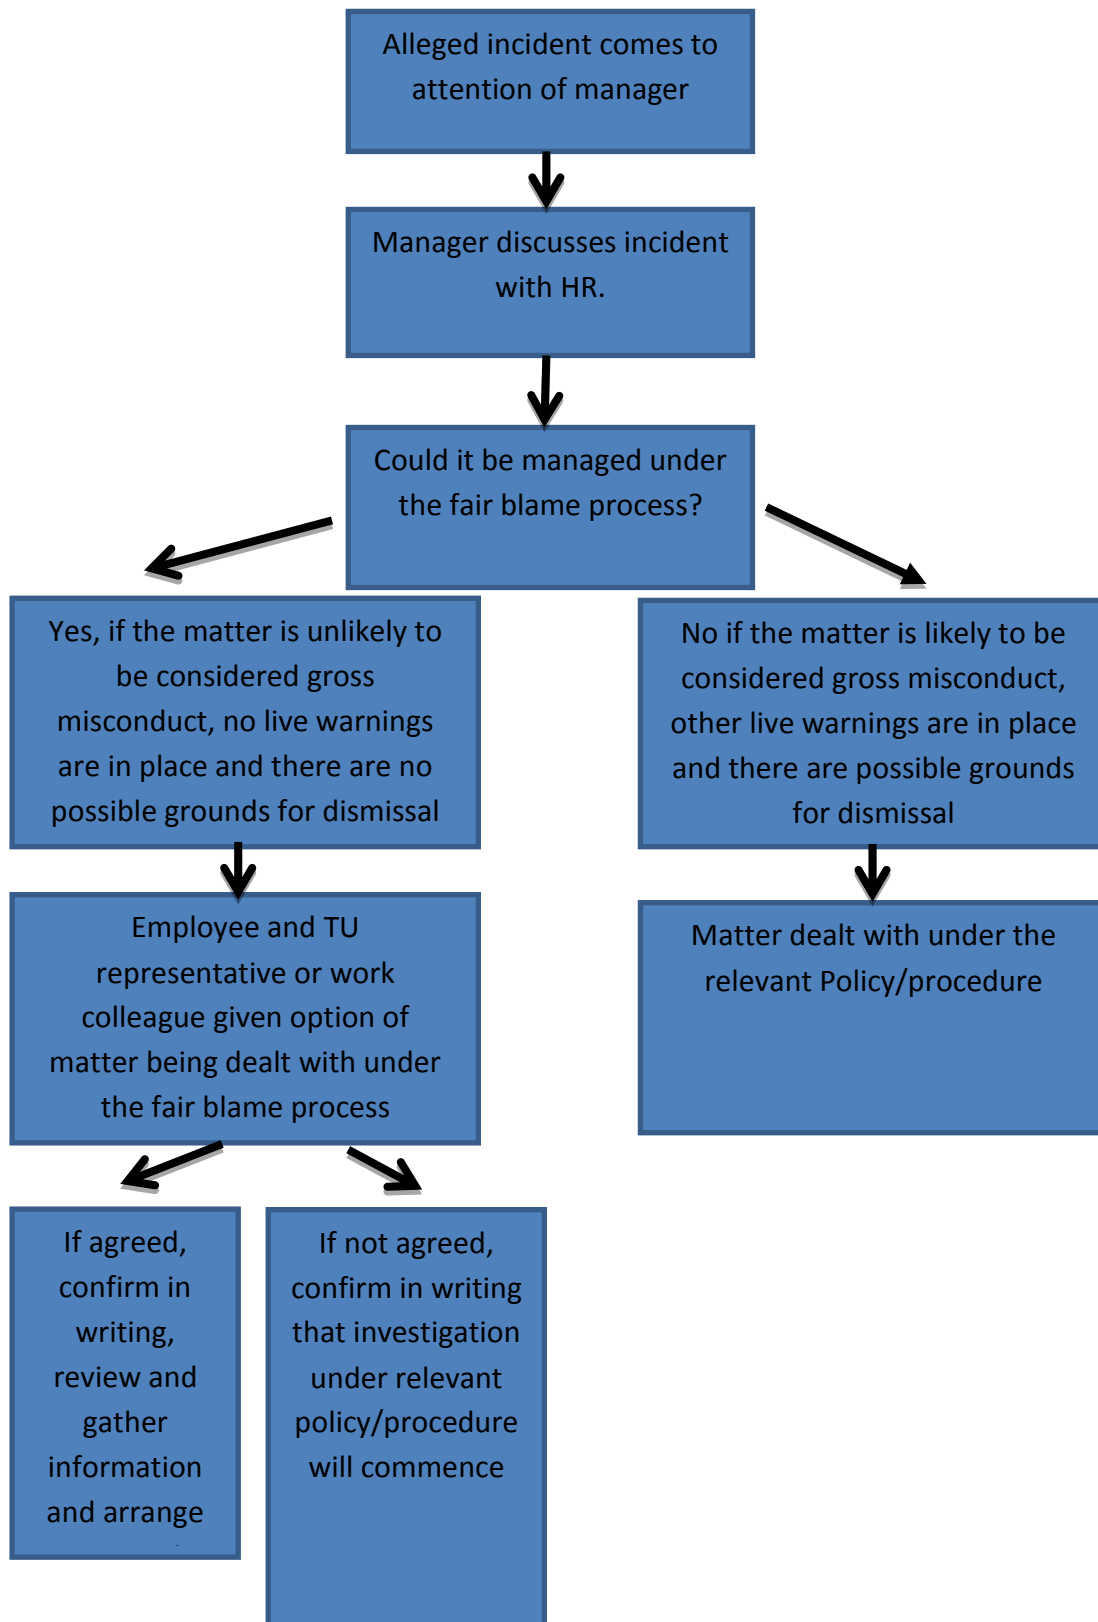 Alleged incident comes to
attention of manager
Manager discusses incident
with HR.
Could it be managed under
the fair blame process?
Yes, if the matter is unlikely to
be considered gross
misconduct, no live warnings
are in place and there are no
possible grounds for dismissal
No if the matter is likely to be
considered gross misconduct,
other live warnings are in place
and there are possible grounds
for dismissal
Employee and TU
representative or work
colleague given option of
matter being dealt with under
the fair blame process
Matter dealt with under the
relevant Policy/procedure
If agreed,
confirm in
writing,
review and
gather
information
and arrange
If not agreed,
confirm in writing
that investigation
under relevant
policy/procedure
will commence